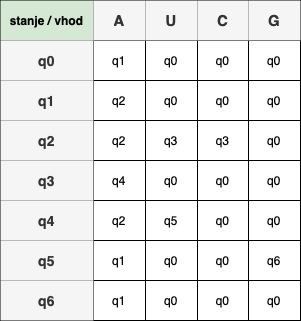 stanje / vhod A U C G
q0 q1 q0 q0 q0
q1 q2 q0 q0 q0
q2 q2 q3 q3 q0
q3 q4 q0 q0 q0
q4 q2 q5 q0 q0
q5 q1 q0 q0 q6
q6 q1 q0 q0 q0